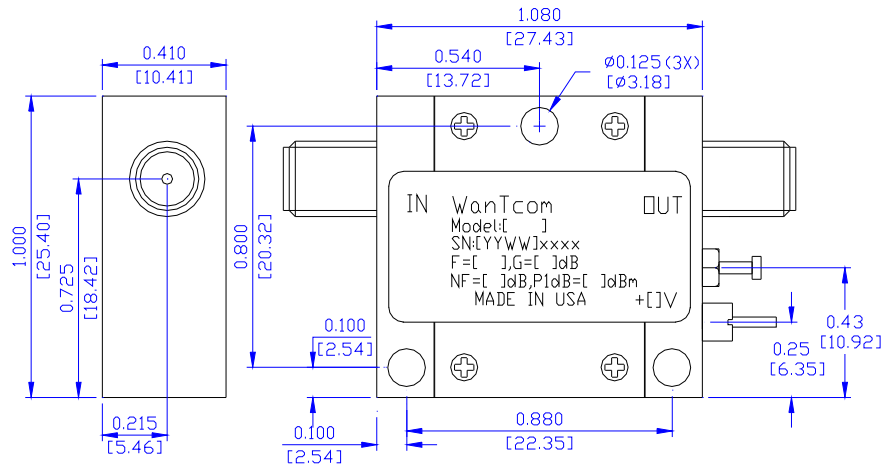 1.080
[27.43]
0.410
[10.41]
0.540
[13.72]
Ø0.125(3X)
[Ø3.18]
1.000
[25.40]
0.725
[18.42]
0.800
[20.32]
IN
OUT
WanTcom
Model:[ ]
SN:[YYWW]xxxx
F=[ ],G=[ ]dB
NF=[ ]dB,P1dB=[ ]dBm
MADE IN USA
+[]V
0.100
[2.54]
0.43
[10.92]
0.25
[6.35]
0.215
[5.46]
0.100
[2.54]
0.880
[22.35]